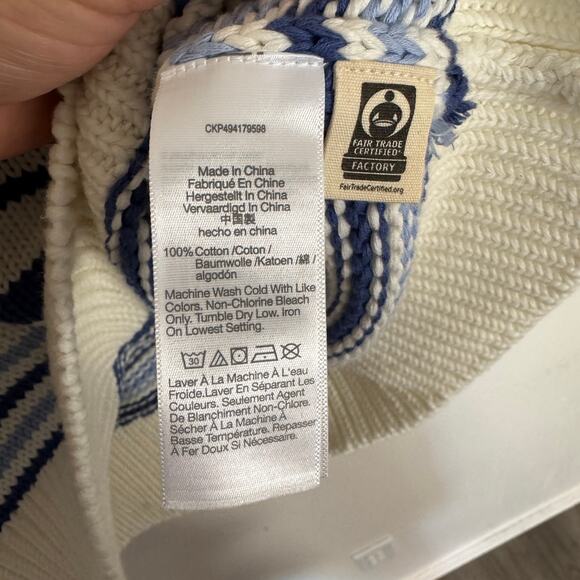 CKP494179598
Made In China
Fabriqué En Chine
Hergestellt In China
Vervaardigd In China
中国製
hecho en china
100% Cotton /Coton /
Baumwolle /Katoen /綿 /
algodón
Machine Wash Cold With Like
Colors. Non-Chlorine Bleach
Only. Tumble Dry Low. Iron
On Lowest Setting.
30
Laver À La Machine À L'eau
Froide.Laver En Séparant Les
Couleurs. Seulement Agent
De Blanchiment Non-Chlore.
Sécher À La Machine À
Basse Température. Repasser
À Fer Doux Si Nécessaire.
FAIR TRADE
CERTIFIED
FACTORY
FairTradeCertified.org